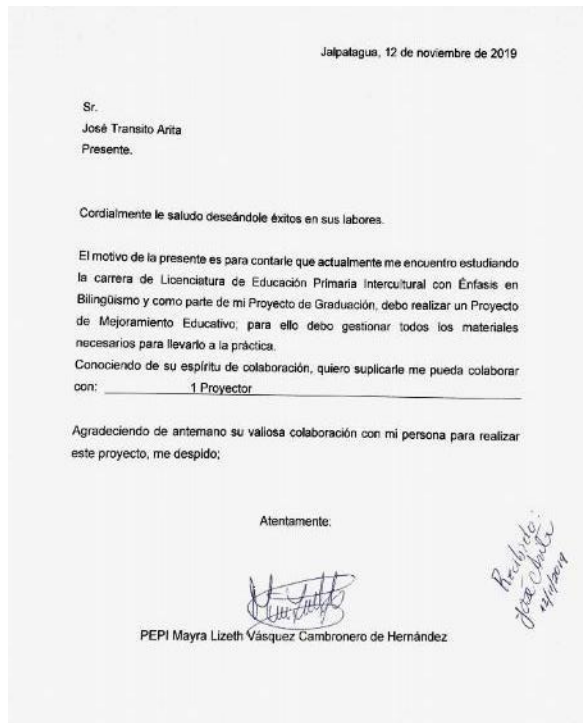 Jalpatagua, 12 de noviembre de 2019
Sr.
José Transito Arita
Presente.
Cordialmente le saludo deseándole éxitos en sus labores.
El motivo de la presente es para contarle que actualmente me encuentro estudiando
la carrera de Licenciatura de Educación Primaria Intercultural con Énfasis en
Bilingüismo y como parte de mi Proyecto de Graduación, debo realizar un Proyecto
de Mejoramiento Educativo; para ello debo gestionar todos los materiales
necesarios para llevarlo a la práctica.
Conociendo de su espíritu de colaboración, quiero suplicarle me pueda colaborar
con: 1 Proyector
Agradeciendo de antemano su valiosa colaboración con mi persona para realizar
este proyecto, me despido;
Atentamente:
PEPI Mayra Lizeth Vásquez Cambronero de Hernández
Recibido:
José Arita
12/11/2019